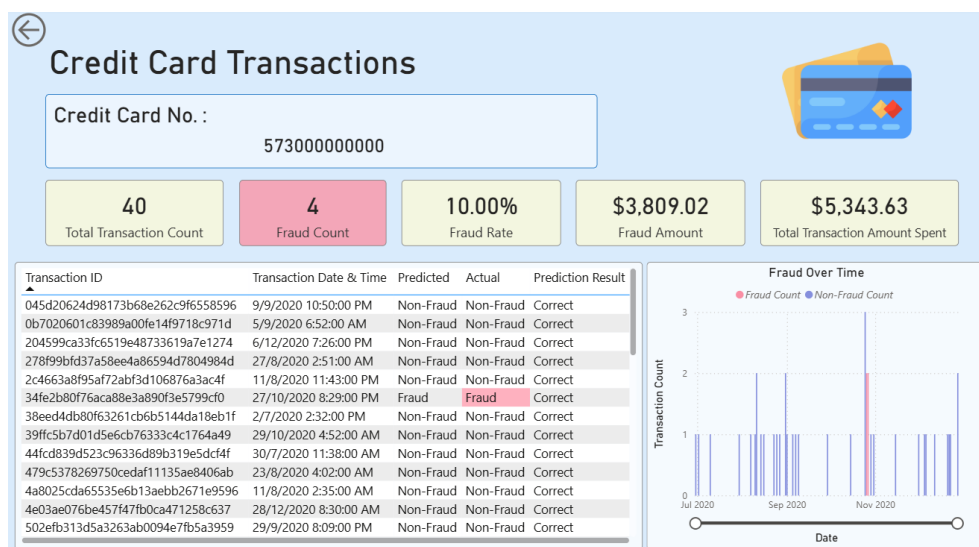 Credit Card Transactions
Credit Card No. :
573000000000
40
Total Transaction Count
4
Fraud Count
10.00%
Fraud Rate
$3,809.02
Fraud Amount
$5,343.63
Total Transaction Amount Spent
Transaction ID Transaction Date & Time Predicted Actual Prediction Result
045d20624d98173b68e262c9f6558596 9/9/2020 10:50:00 PM Non-Fraud Non-Fraud Correct
0b7020601c83989a00fe14f9718c971d 5/9/2020 6:52:00 AM Non-Fraud Non-Fraud Correct
204599ca33fc6519e48733619a7e1274 6/12/2020 7:26:00 PM Non-Fraud Non-Fraud Correct
278f99bfd37a58ee4a86594d7804984d 27/8/2020 2:51:00 AM Non-Fraud Non-Fraud Correct
2c4663a8f95af72abf3d106876a3ac4f 11/8/2020 11:43:00 PM Non-Fraud Non-Fraud Correct
34fe2b80f76aca88e3a890f3e5799cf0 27/10/2020 8:29:00 PM Fraud Fraud Correct
38eed4db80f63261cb6b5144da18eb1f 2/7/2020 2:32:00 PM Non-Fraud Non-Fraud Correct
39ffc5b7d01d5e6cb76333c4c1764a49 29/10/2020 4:52:00 AM Non-Fraud Non-Fraud Correct
44fcd839d523c96336d89b319e5dcf4f 30/7/2020 11:38:00 AM Non-Fraud Non-Fraud Correct
479c5378269750cedaf11135ae8406ab 23/8/2020 4:02:00 AM Non-Fraud Non-Fraud Correct
4a8025cda65535e6b13aebb2671e9596 11/8/2020 2:35:00 AM Non-Fraud Non-Fraud Correct
4e03ae076be457f47fb0ca471258c637 28/12/2020 8:30:00 AM Non-Fraud Non-Fraud Correct
502efb313d5a3263ab0094e7fb5a3959 29/9/2020 8:09:00 PM Non-Fraud Non-Fraud Correct
Fraud Over Time
Fraud Count Non-Fraud Count
Transaction Count
3
2
1
0
Jul 2020 Sep 2020 Nov 2020
Date